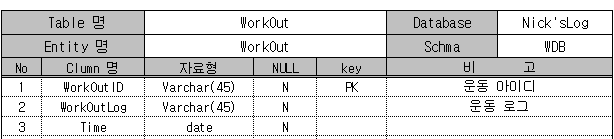 Table 명 WorkOut Database Nick'sLog
Entity 명 WorkOut Schma WDB
No Clumn 명 자료형 NULL key 비 고
1 WorkOutID Varchar(45) N PK 운동 아이디
2 WorkOutLog Varchar(45) N 운동 로그
3 Time date N